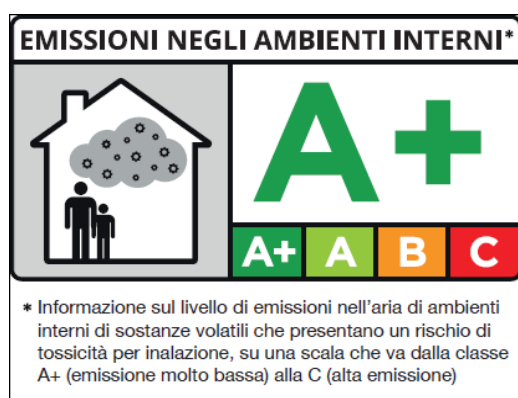 EMISSIONI NEGLI AMBIENTI INTERNI*
A+
A+ A B C
* Informazione sul livello di emissioni nell'aria di ambienti
interni di sostanze volatili che presentano un rischio di
tossicità per inalazione, su una scala che va dalla classe
A+ (emissione molto bassa) alla C (alta emissione)